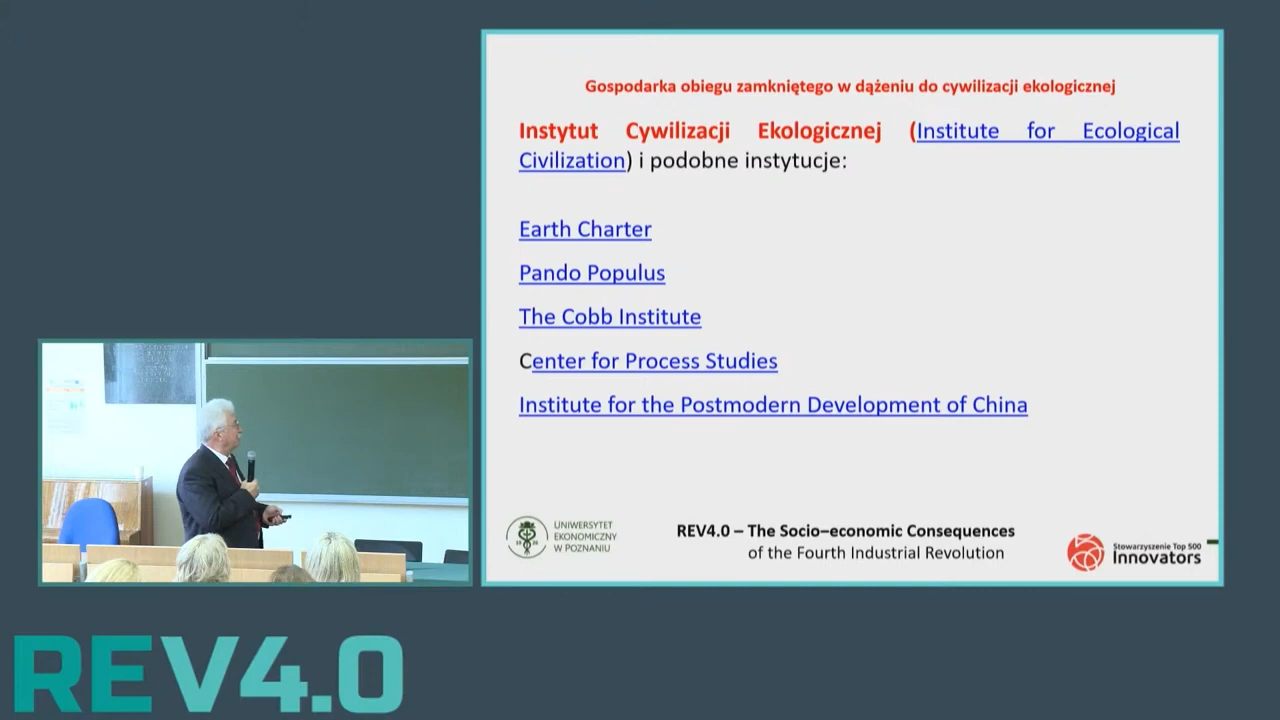 Gospodarka obiegu zamkniętego w dążeniu do cywilizacji ekologicznej
Instytut Cywilizacji Ekologicznej (Institute for Ecological
Civilization) i podobne instytucje:
Earth Charter
Pando Populus
The Cobb Institute
Center for Process Studies
Institute for the Postmodern Development of China
UNIWERSYTET
EKONOMICZNY
W POZNANIU
REV4.0 – The Socio–economic Consequences
of the Fourth Industrial Revolution
Stowarzyszenie Top 500
Innovators
REV4.0